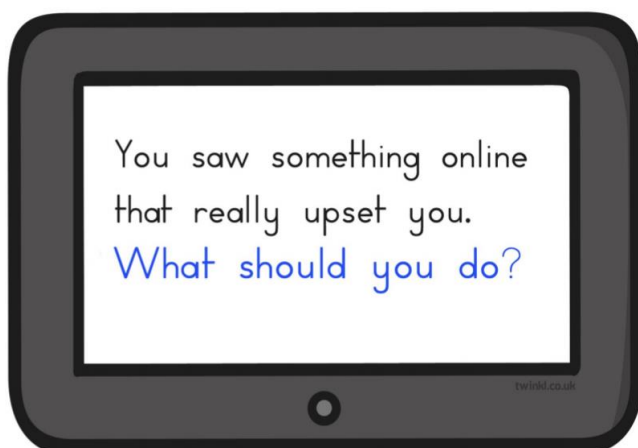 You saw something online
that really upset you.
What should you do?
twinkl.co.uk